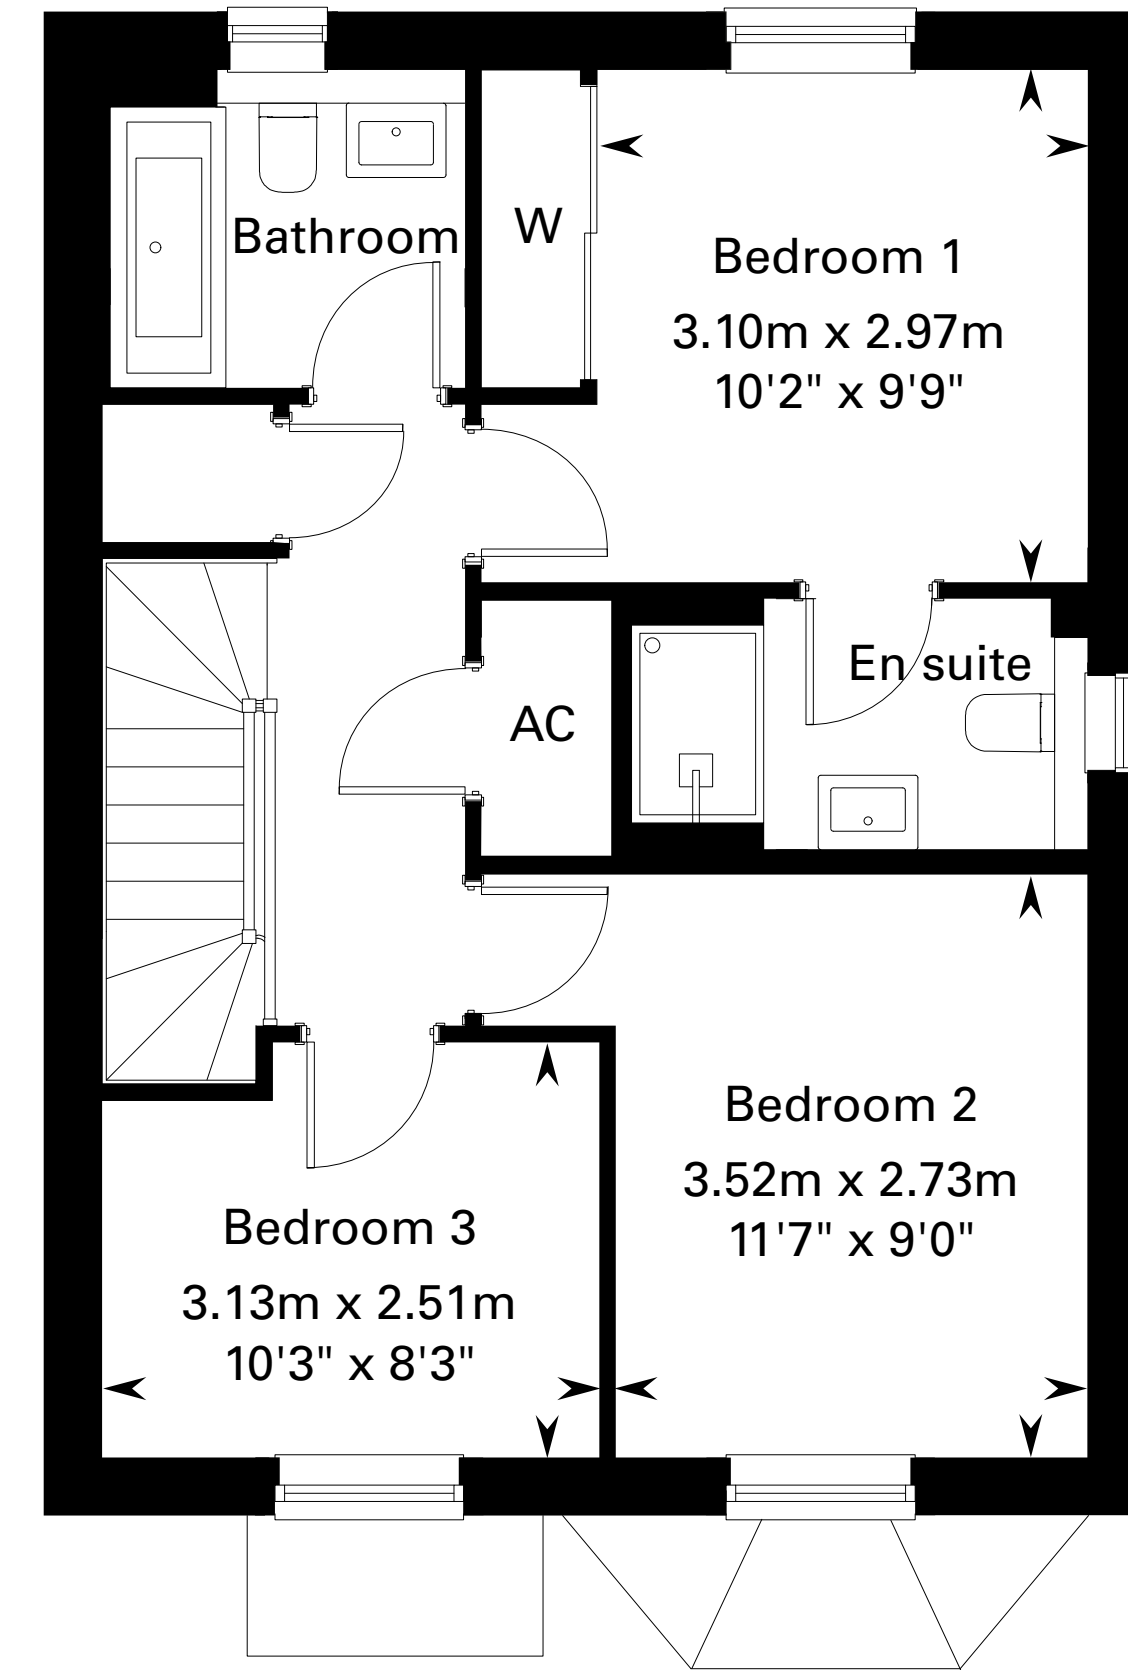 Bathroom
W
Bedroom 1
3.10m x 2.97m
10'2" x 9'9"
En suite
AC
Bedroom 2
3.52m x 2.73m
11'7" x 9'0"
Bedroom 3
3.13m x 2.51m
10'3" x 8'3"